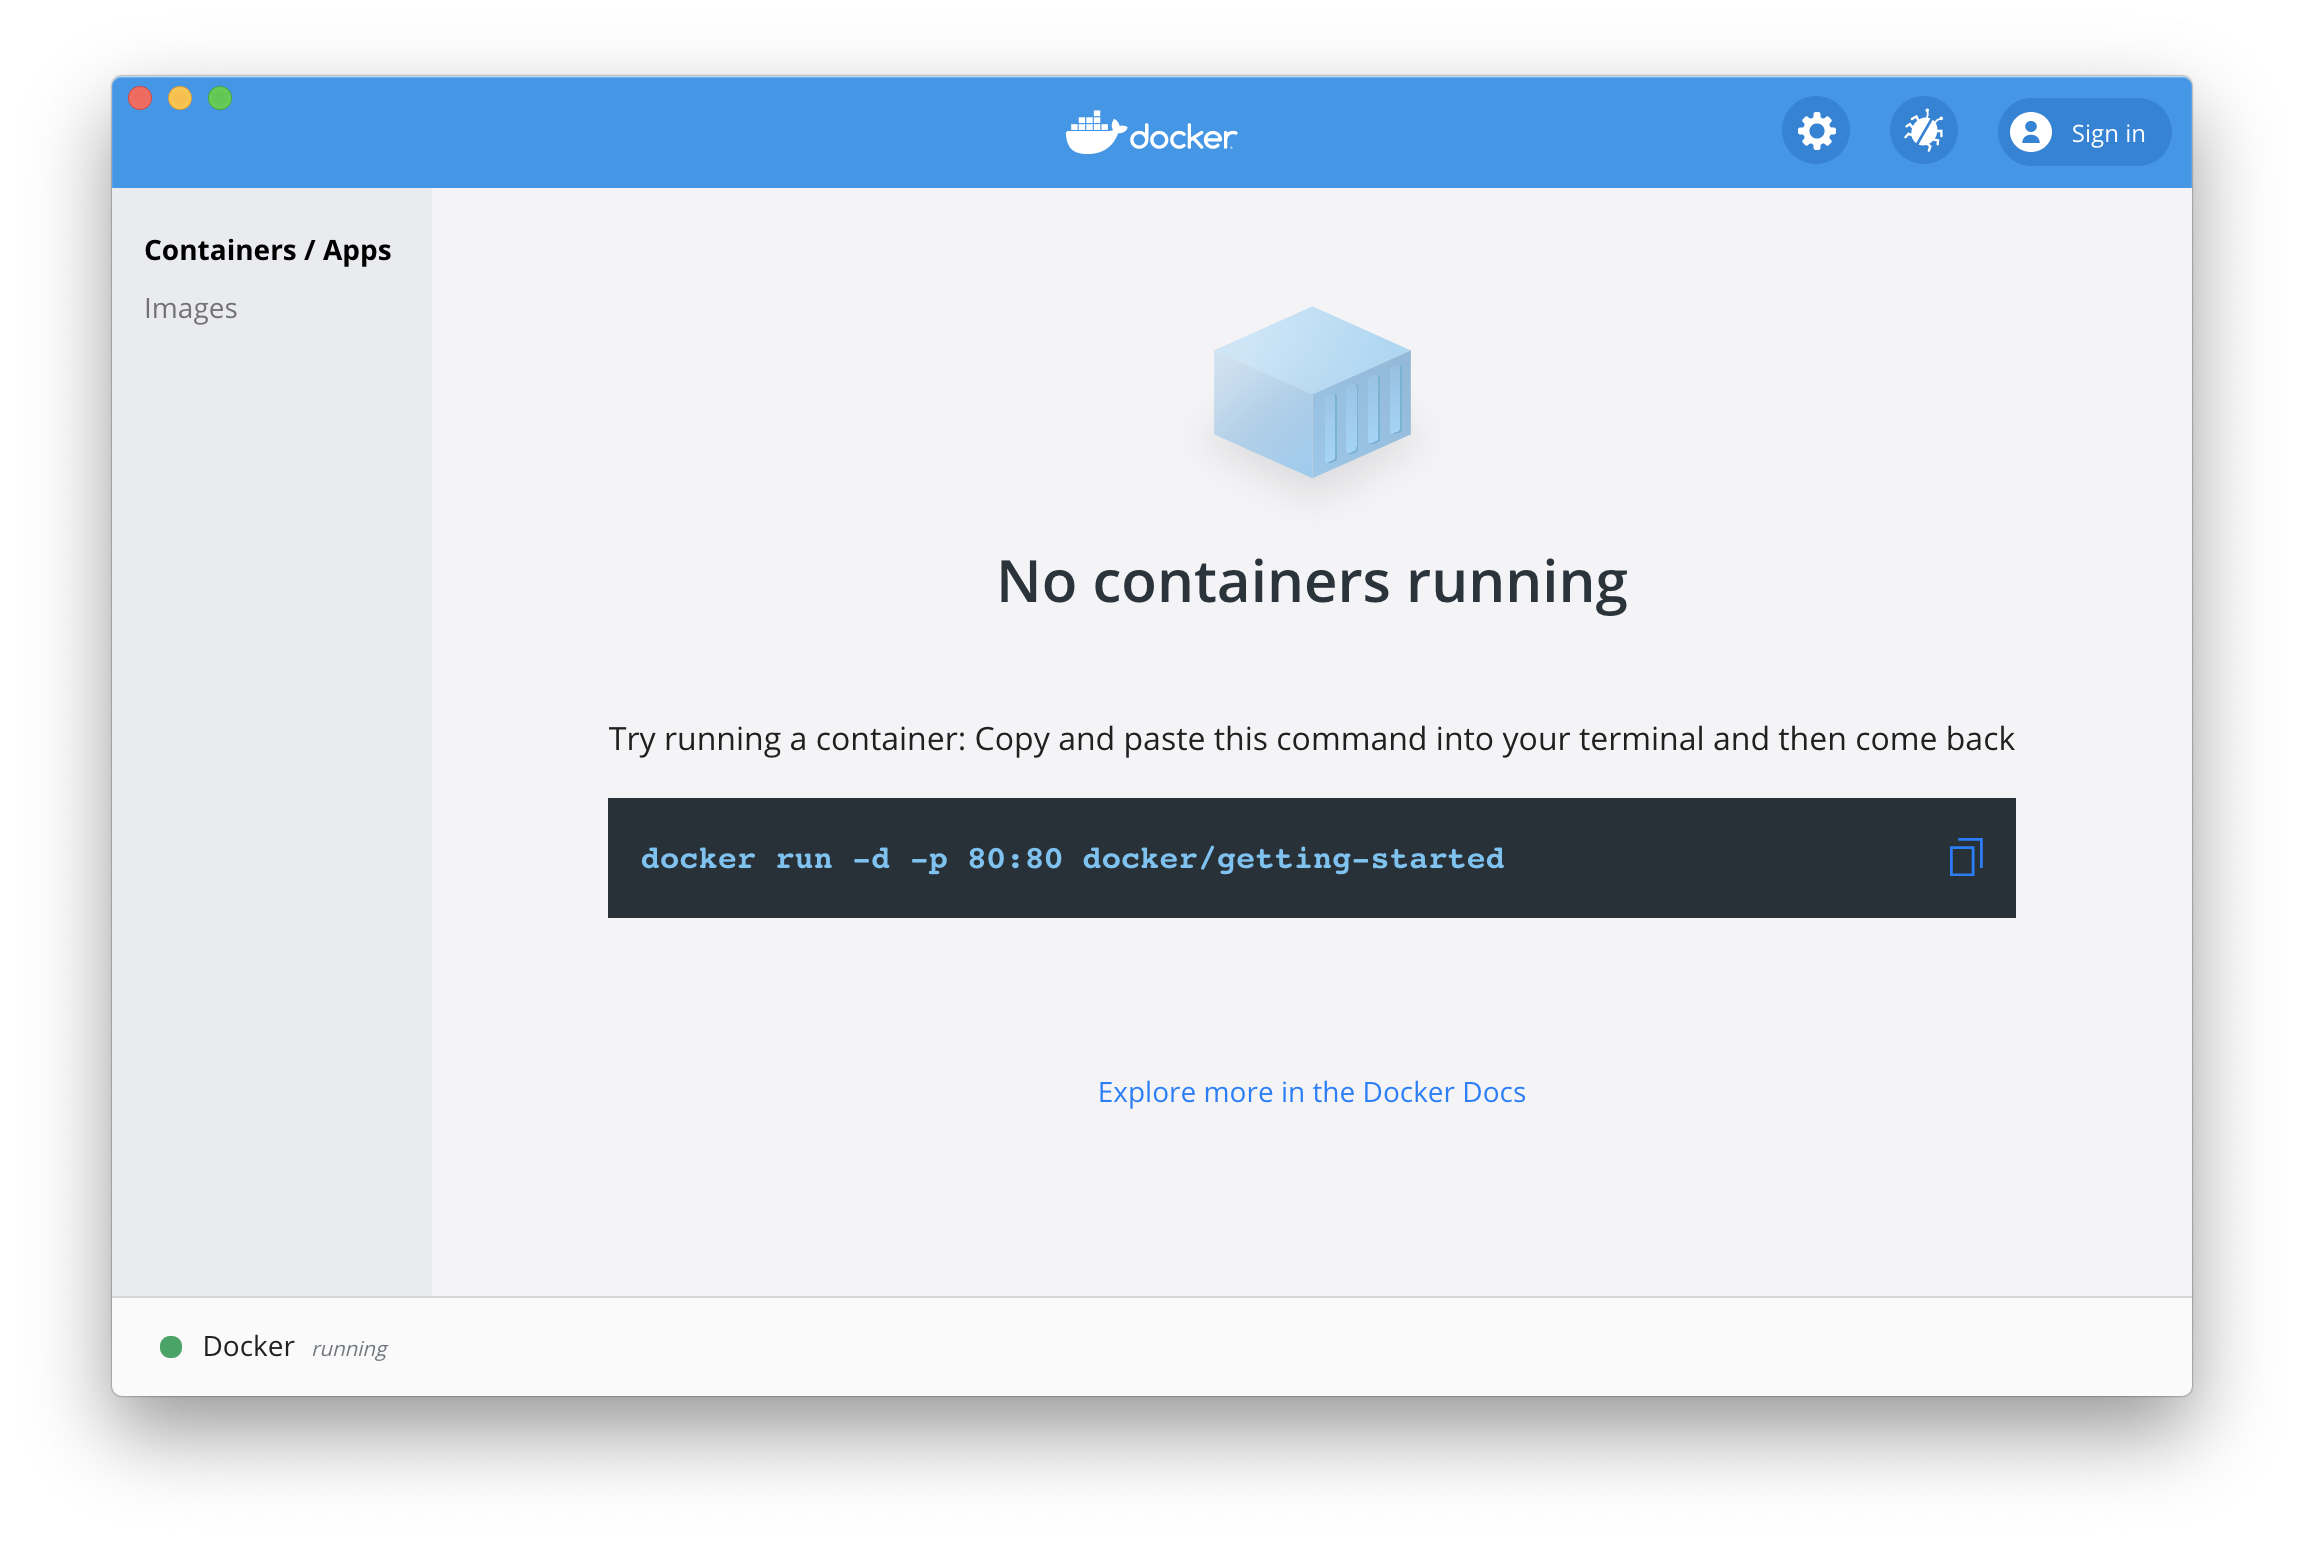 docker
Sign in
Containers / Apps
Images
No containers running
Try running a container: Copy and paste this command into your terminal and then come back
docker run -d -p 80:80 docker/getting-started
Explore more in the Docker Docs
Docker running